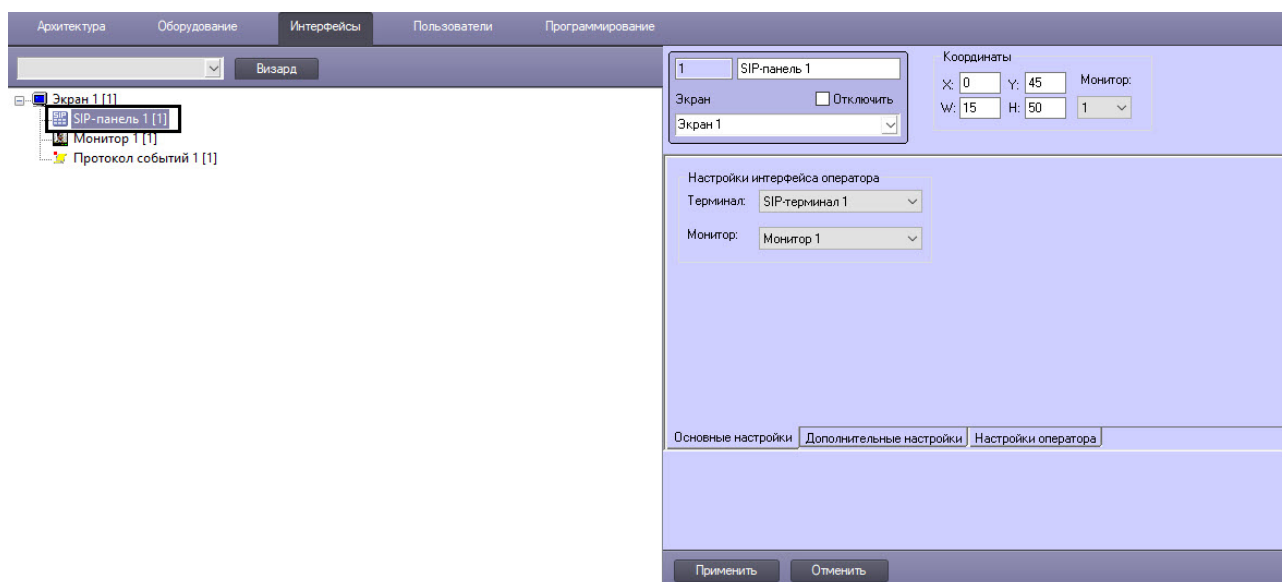 Архитектура Оборудование Интерфейсы Пользователи Программирование
Визард
Экран 1 [1]
SIP-панель 1 [1]
Монитор 1 [1]
Протокол событий 1 [1]
1 SIP-панель 1
Экран Отключить
Экран 1
Координаты
X: 0 Y: 45 Монитор:
W: 15 H: 50 1
Настройки интерфейса оператора
Терминал: SIP-терминал 1
Монитор: Монитор 1
Основные настройки Дополнительные настройки Настройки оператора
Применить Отменить